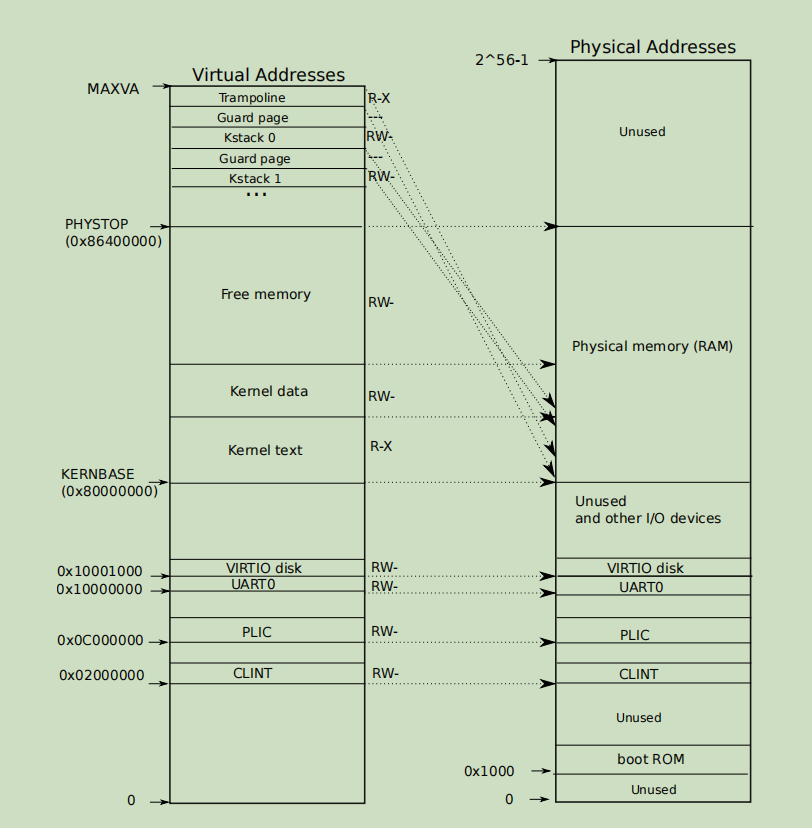 Physical Addresses
2^56-1
Virtual Addresses
MAXVA
Trampoline
R-X
Unused
Guard page
---
Kstack 0
RW-
Guard page
---
Kstack 1
RW-
...
PHYSTOP
(0x86400000)
Free memory
RW-
Physical memory (RAM)
Kernel data
RW-
Kernel text
R-X
KERNBASE
(0x80000000)
Unused
and other I/O devices
0x10001000
VIRTIO disk
RW-
VIRTIO disk
0x10000000
UART0
RW-
UART0
0x0C000000
PLIC
RW-
PLIC
0x02000000
CLINT
RW-
CLINT
Unused
boot ROM
0x1000
Unused
0
0